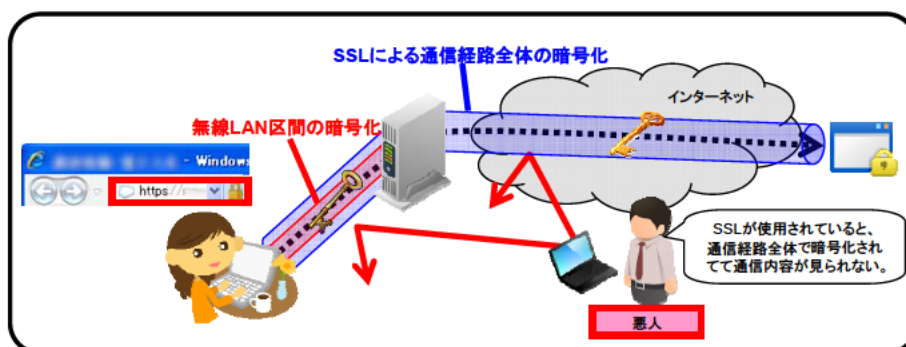 SSLによる通信経路全体の暗号化
インターネット
無線LAN区間の暗号化
- Windows
https://
SSLが使用されていると、
通信経路全体で暗号化され
てて通信内容が見られない。
悪人